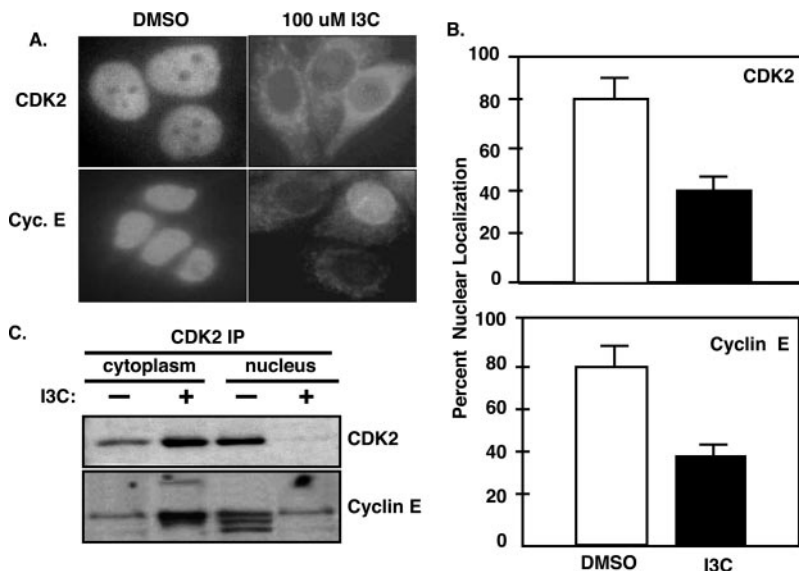 DMSO 100 uM I3C
A.
CDK2
Cyc. E
B.
100
80
60
40
20
0
CDK2
Percent Nuclear Localization
100
80
60
40
20
0
Cyclin E
DMSO I3C
C.
CDK2 IP
cytoplasm nucleus
I3C: − + − +
CDK2
Cyclin E